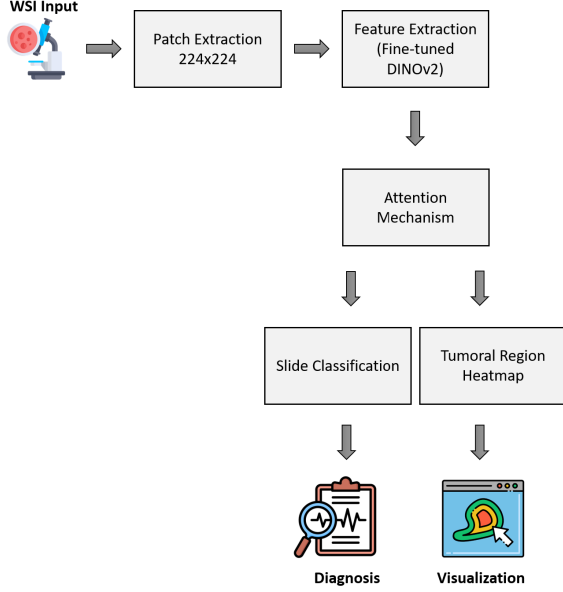 WSI Input
Patch Extraction
224x224
Feature Extraction
(Fine-tuned
DINOv2)
Attention
Mechanism
Slide Classification
Tumoral Region
Heatmap
Diagnosis
Visualization